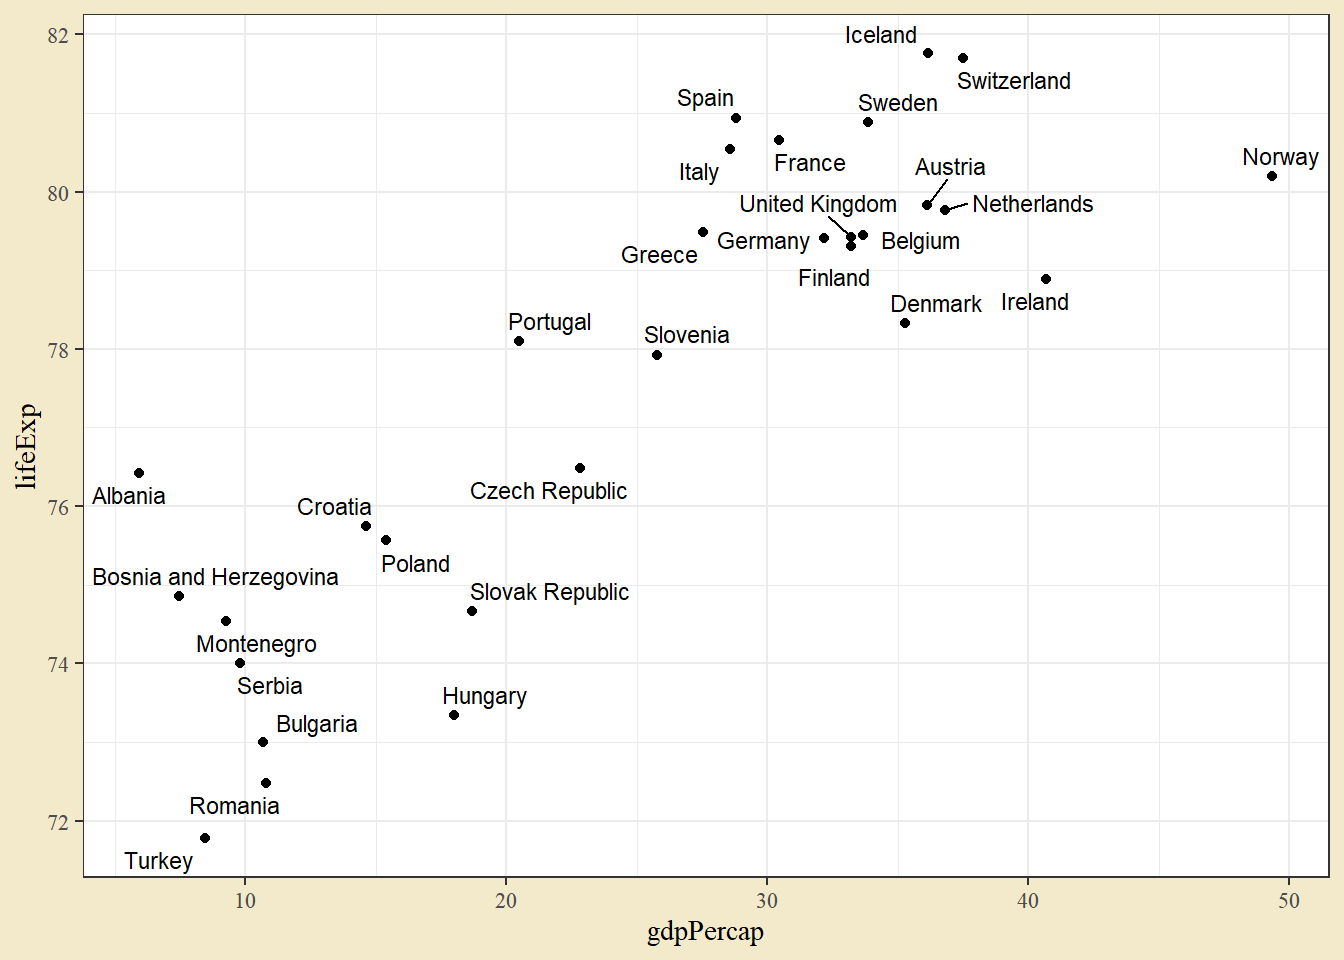 82
Iceland
Switzerland
Spain
Sweden
Italy
France
Austria
Norway
80
United Kingdom
Netherlands
Greece
Germany
Belgium
Finland
Denmark
Ireland
Portugal
Slovenia
78
lifeExp
Albania
Czech Republic
76
Croatia
Poland
Bosnia and Herzegovina
Slovak Republic
Montenegro
74
Serbia
Hungary
Bulgaria
Romania
72
Turkey
10
20
30
40
50
gdpPercap